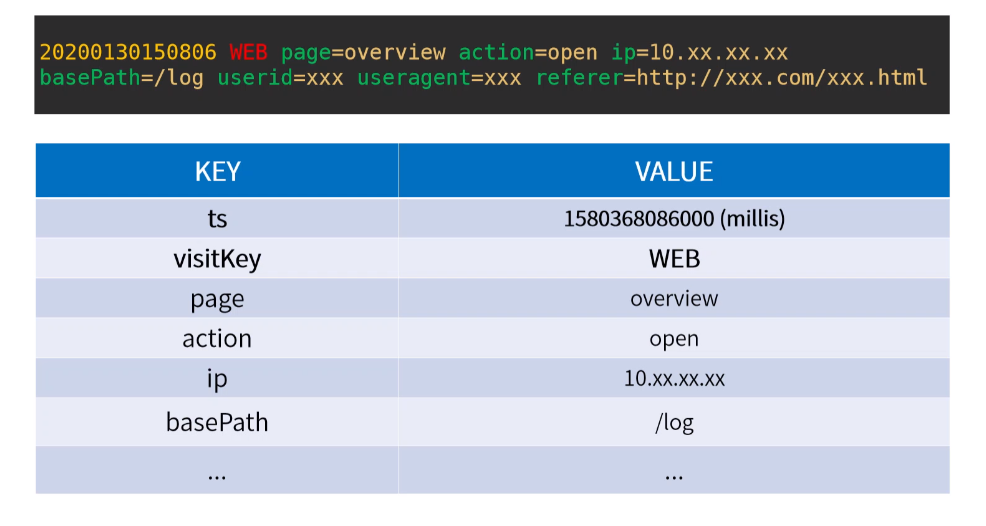 20200130150806 WEB page=overview action=open ip=10.xx.xx.xx
basePath=/log userid=xxx useragent=xxx referer=http://xxx.com/xxx.html
KEY VALUE
ts 1580368086000 (millis)
visitKey WEB
page overview
action open
ip 10.xx.xx.xx
basePath /log
... ...